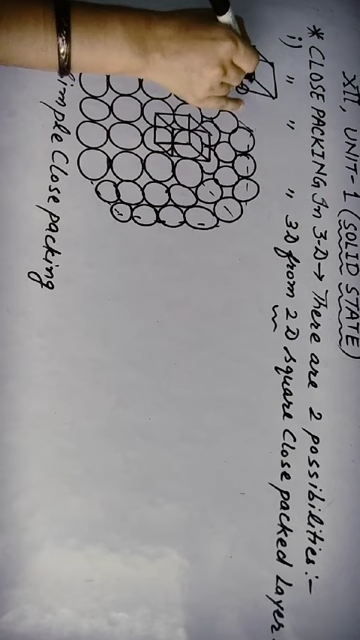 XII, UNIT-1 (SOLID STATE)
* CLOSE PACKING In 3-D → There are 2 possibilities:-
i) " " " 3D from 2D square Close packed Layer.
Simple Close packing